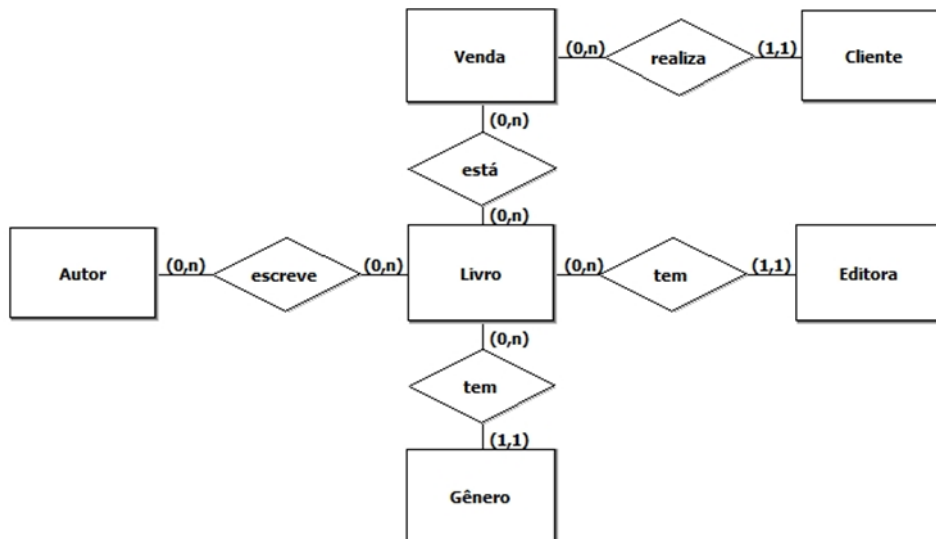 Venda
(0,n)
realiza
(1,1)
Cliente
(0,n)
está
(0,n)
Autor
(0,n)
escreve
(0,n)
Livro
(0,n)
tem
(1,1)
Editora
(0,n)
tem
(1,1)
Gênero